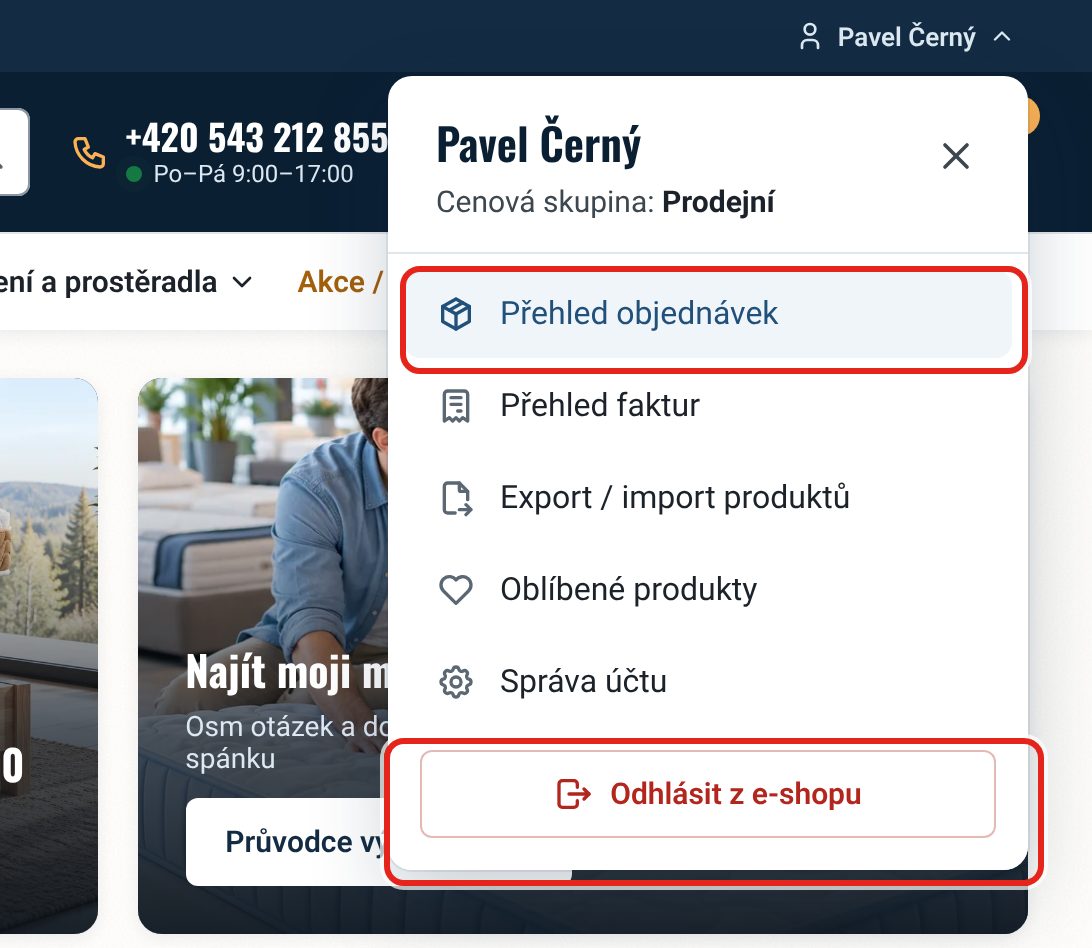 Pavel Černý
+420 543 212 855
Po–Pá 9:00–17:00
Pavel Černý
Cenová skupina: Prodejní
ení a prostěradla
Akce /
Přehled objednávek
Přehled faktur
Export / import produktů
Oblíbené produkty
Správa účtu
Odhlásit z e-shopu
Najít moji m
Osm otázek a do
spánku
Průvodce vý
0